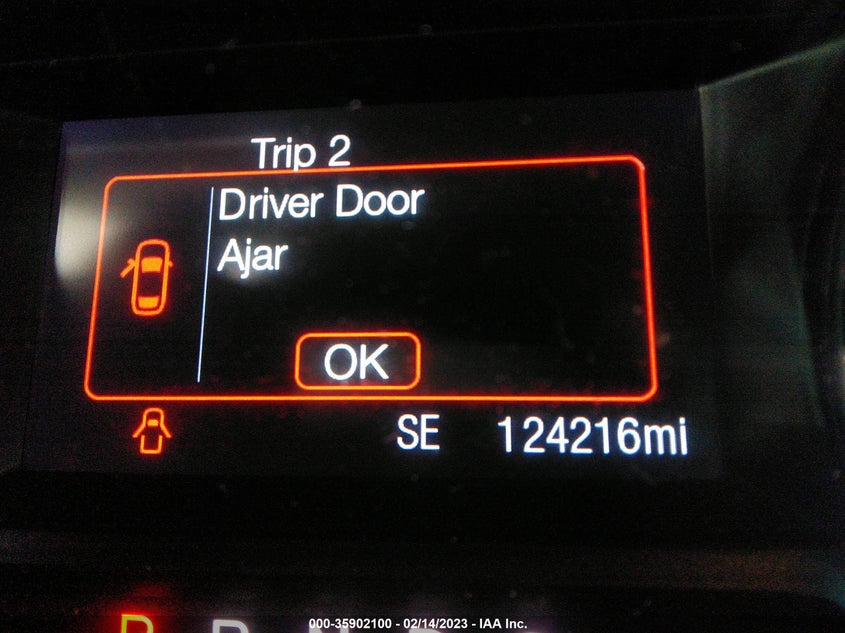 Trip 2
Driver Door
Ajar
OK
SE 124216mi
P R N D
000-35902100 - 02/14/2023 - IAA Inc.